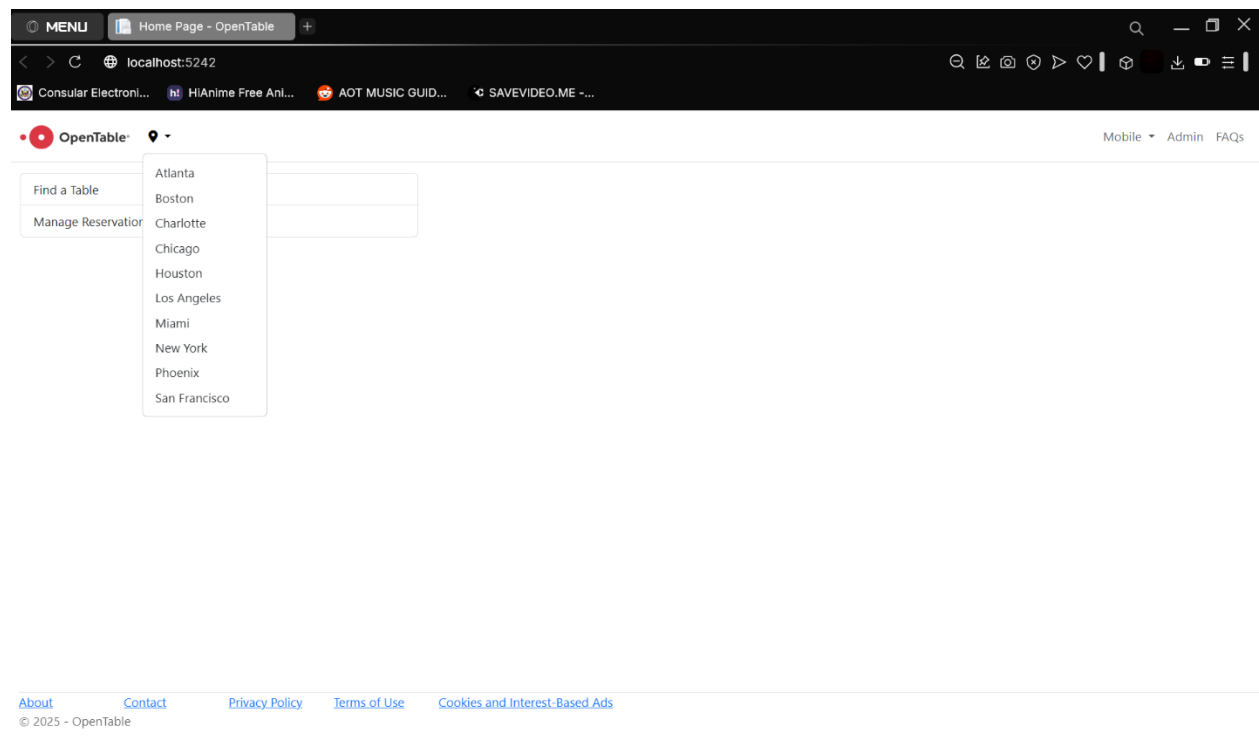 MENU
Home Page - OpenTable
localhost:5242
Consular Electroni...
h! HiAnime Free Ani...
AOT MUSIC GUID...
SAVEVIDEO.ME -...
OpenTable
Mobile Admin FAQs
Find a Table
Manage Reservation
Atlanta
Boston
Charlotte
Chicago
Houston
Los Angeles
Miami
New York
Phoenix
San Francisco
About Contact Privacy Policy Terms of Use Cookies and Interest-Based Ads
© 2025 - OpenTable